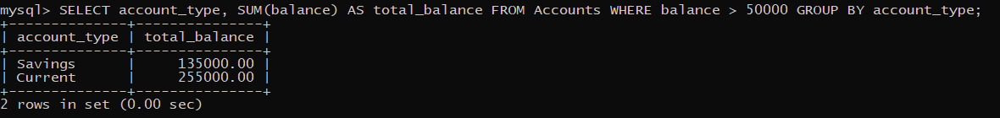 mysql> SELECT account_type, SUM(balance) AS total_balance FROM Accounts WHERE balance > 50000 GROUP BY account_type;
+--------------+---------------+
| account_type | total_balance |
+--------------+---------------+
| Savings      |     135000.00 |
| Current      |     255000.00 |
+--------------+---------------+
2 rows in set (0.00 sec)